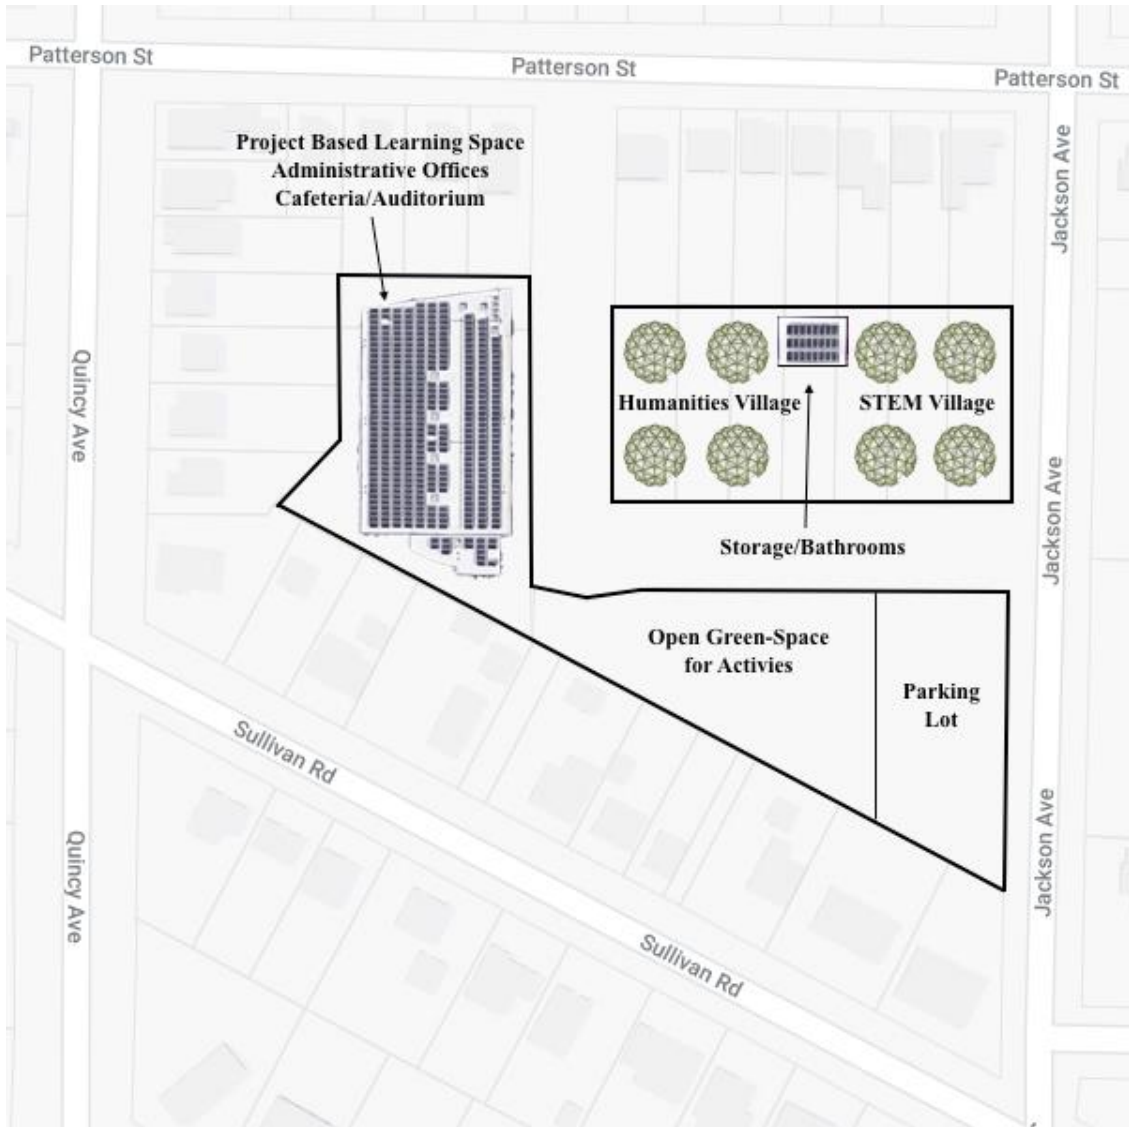 Patterson St
Patterson St
Patterson St
Project Based Learning Space
Administrative Offices
Cafeteria/Auditorium
Jackson Ave
Quincy Ave
Humanities Village
STEM Village
Jackson Ave
Storage/Bathrooms
Open Green-Space
for Activies
Parking
Lot
Sullivan Rd
Quincy Ave
Jackson Ave
Sullivan Rd